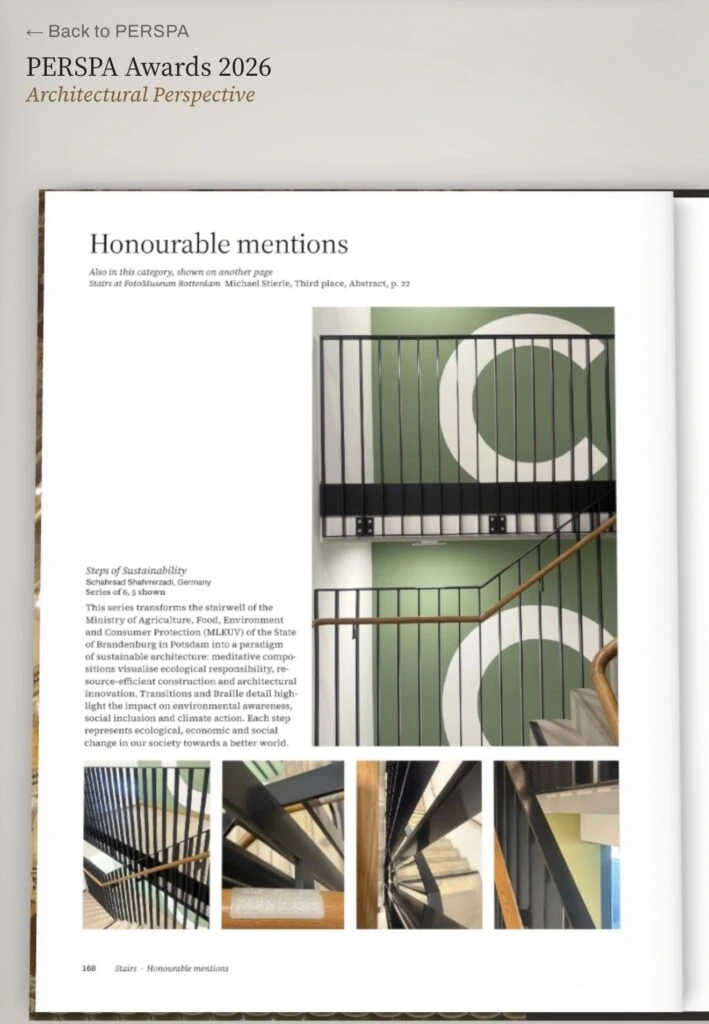 ← Back to PERSPA
PERSPA Awards 2026
Architectural Perspective
Honourable mentions
Also in this category, shown on another page
Stairs at FotoMuseum Rotterdam Michael Stierle, Third place, Abstract, p. 22
C
C
Steps of Sustainability
Schahrsad Shahmirzadi, Germany
Series of 6, 5 shown
This series transforms the stairwell of the
Ministry of Agriculture, Food, Environment
and Consumer Protection (MLEUV) of the State
of Brandenburg in Potsdam into a paradigm
of sustainable architecture: meditative compo-
sitions visualise ecological responsibility, re-
source-efficient construction and architectural
innovation. Transitions and Braille detail high-
light the impact on environmental awareness,
social inclusion and climate action. Each step
represents ecological, economic and social
change in our society towards a better world.
168 Stairs · Honourable mentions